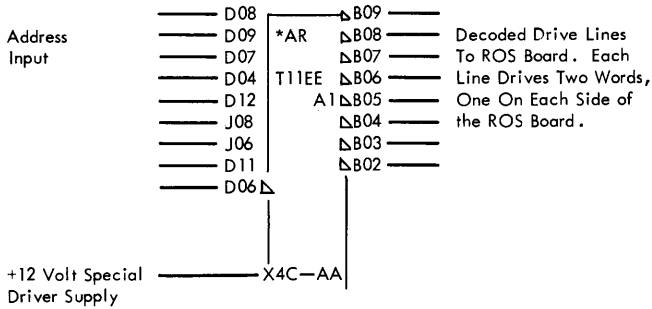 D08 B09
Address D09 *AR B08 Decoded Drive Lines
Input D07 B07 To ROS Board. Each
D04 T11EE B06 Line Drives Two Words,
D12 A1 B05 One On Each Side of
J08 B04 the ROS Board.
J06 B03
D11 B02
D06
+12 Volt Special X4C—AA
Driver Supply